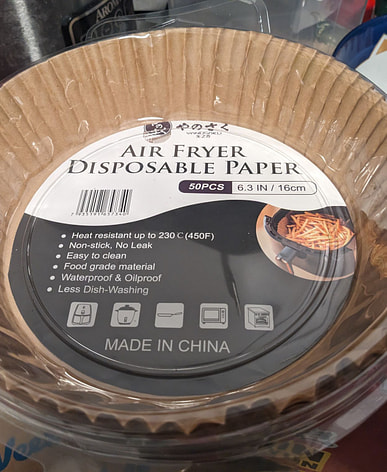 やのさく
AIR FRYER
DISPOSABLE PAPER
50PCS 6.3 IN / 16cm
• Heat resistant up to 230℃(450F)
• Non-stick, No Leak
• Easy to clean
• Food grade material
• Waterproof & Oilproof
• Less Dish-Washing
MADE IN CHINA